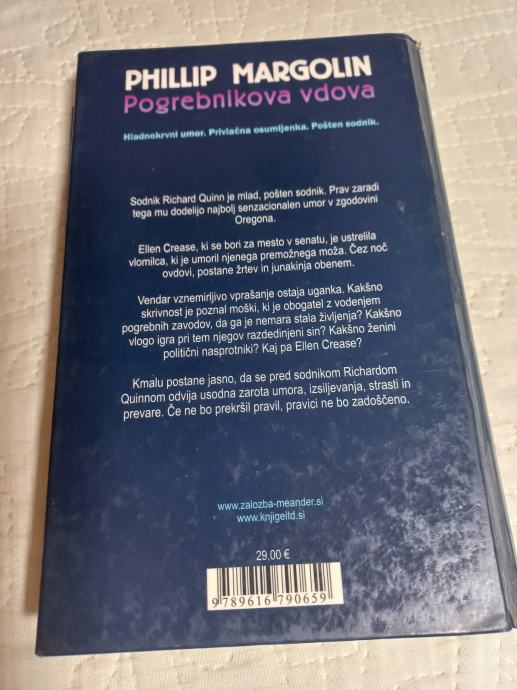 PHILLIP MARGOLIN
Pogrebnikova vdova
Hladnokrvni umor. Privlačna osumljenka. Pošten sodnik.
Sodnik Richard Quinn je mlad, pošten sodnik. Prav zaradi
tega mu dodelijo najbolj senzacionalen umor v zgodovini
Oregona.
Ellen Crease, ki se bori za mesto v senatu, je ustrelila
vlomilca, ki je umoril njenega premožnega moža. Čez noč
ovdovi, postane žrtev in junakinja obenem.
Vendar vznemirljivo vprašanje ostaja uganka. Kakšno
skrivnost je poznal moški, ki je obogatel z vodenjem
pogrebnih zavodov, da ga je nemara stala življenja? Kakšno
vlogo igra pri tem njegov razdedinjeni sin? Kakšno ženini
politični nasprotniki? Kaj pa Ellen Crease?
Kmalu postane jasno, da se pred sodnikom Richardom
Quinnom odvija usodna zarota umora, izsiljevanja, strasti in
prevare. Če ne bo prekršil pravil, pravici ne bo zadoščeno.
www.zalozba-meander.si
www.knjigeitd.si
29,00 €
9 789616 790659